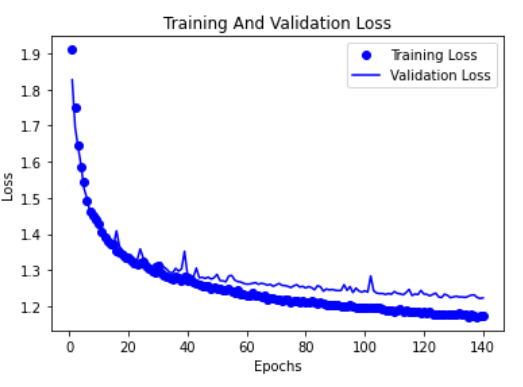 Training And Validation Loss
Training Loss
Validation Loss
1.9
1.8
1.7
1.6
1.5
1.4
1.3
1.2
Loss
0 20 40 60 80 100 120 140
Epochs